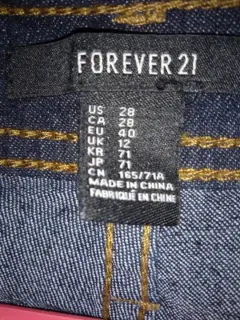 FOREVER 21
US 28
CA 28
EU 40
UK 12
KR 71
JP 71
CN 165/71A
MADE IN CHINA
FABRIQUÉ EN CHINE